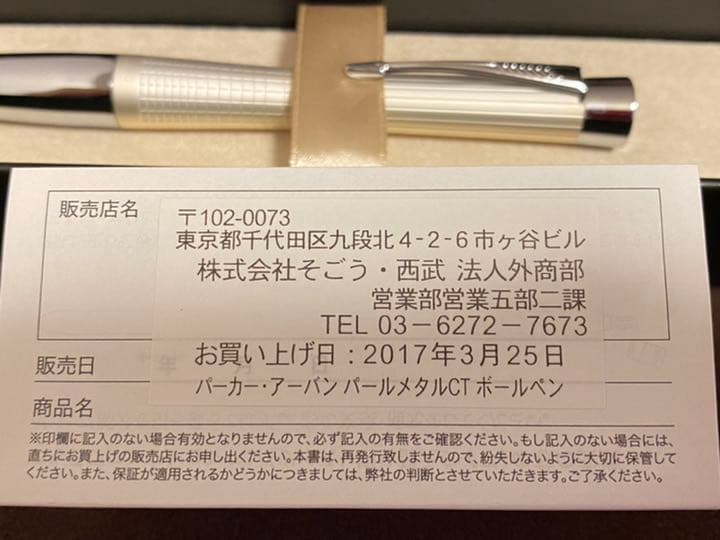 販売店名
〒102-0073
東京都千代田区九段北4-2-6市ヶ谷ビル
株式会社そごう・西武 法人外商部
営業部営業五部二課
TEL 03-6272-7673
販売日 年 月 日
お買い上げ日:2017年3月25日
商品名
パーカー・アーバン パールメタルCT ボールペン
※印欄に記入のない場合有効となりませんので、必ず記入の有無をご確認ください。もし記入のない場合には、
直ちにお買上げの販売店にお申し出ください。本書は、再発行致しませんので、紛失しないように大切に保管して
ください。また、保証が適用されるかどうかにつきましては、弊社の判断とさせていただきます。ご了承ください。